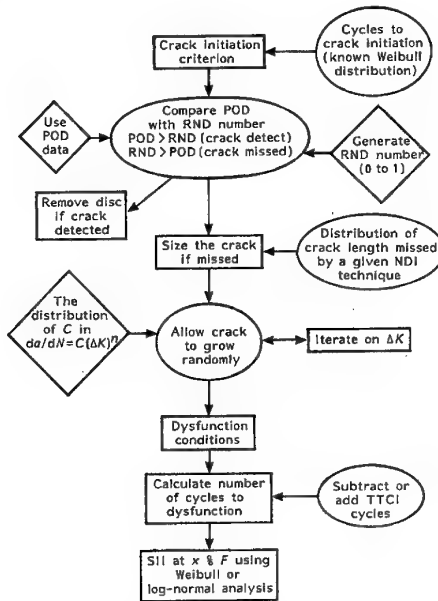 Crack initiation
criterion
Cycles to
crack initiation
(known Weibull
distribution)
Use
POD
data
Compare POD
with RND number
POD > RND (crack detect)
RND > POD (crack missed)
Generate
RND number
(0 to 1)
Remove disc
if crack
detected
Size the crack
if missed
Distribution of
crack length missed
by a given NDI
technique
The
distribution
of C in
da/dN=C(ΔK)ⁿ
Allow crack
to grow
randomly
Iterate on ΔK
Dysfunction
conditions
Calculate number
of cycles to
dysfunction
Subtract or
add TTCI
cycles
SII at x % F using
Weibull or
log-normal analysis